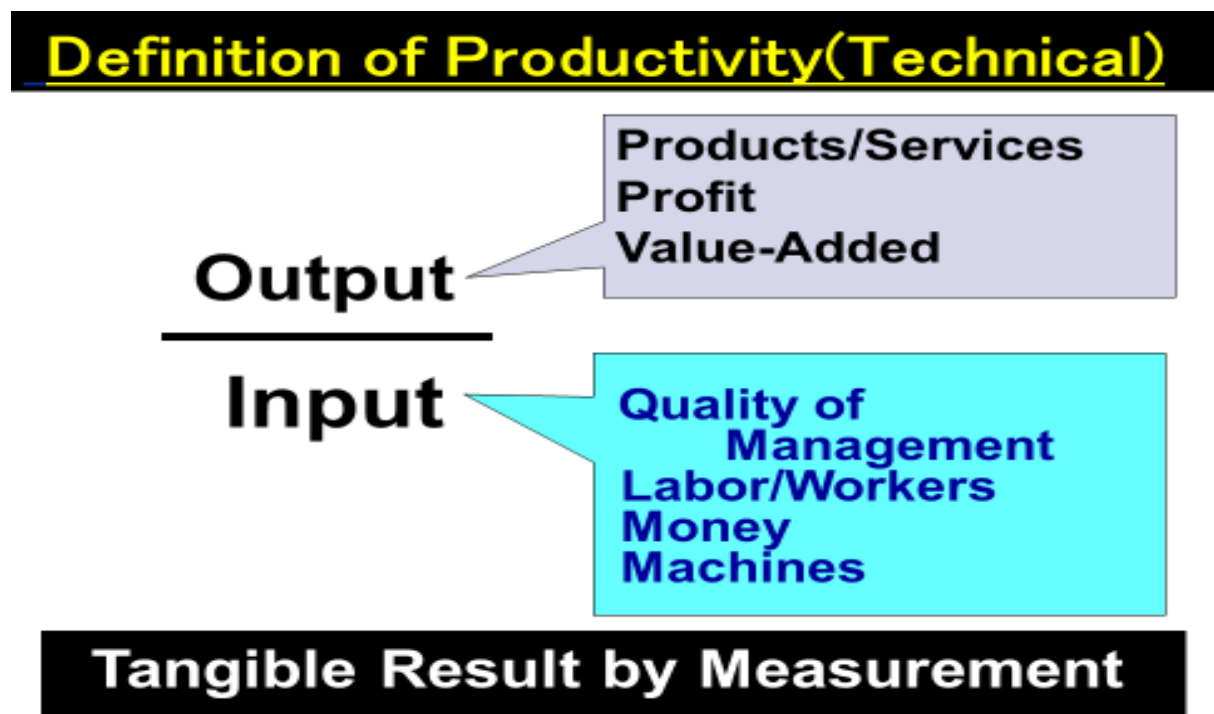 Definition of Productivity(Technical)
Products/Services
Profit
Value-Added
Output
Input
Quality of
Management
Labor/Workers
Money
Machines
Tangible Result by Measurement